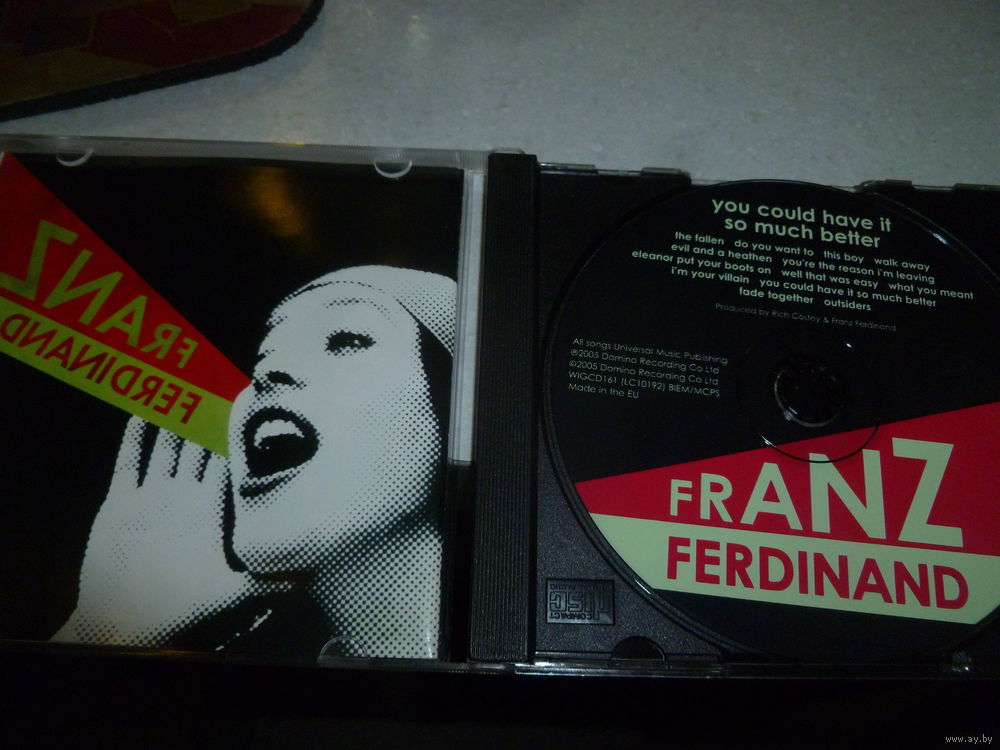 FRANZ
FERDINAND
you could have it
so much better
the fallen do you want to this boy walk away
evil and a heathen you're the reason i'm leaving
eleanor put your boots on well that was easy what you meant
i'm your villain you could have it so much better
fade together outsiders
Produced by Rich Costey & Franz Ferdinand
All songs Universal Music Publishing
℗2005 Domino Recording Co Ltd
©2005 Domino Recording Co Ltd
WIGCD161 (LC10192) BIEM/MCPS
Made in the EU
FRANZ
FERDINAND
COMPACT
DISC
DIGITAL AUDIO
www.ay.by